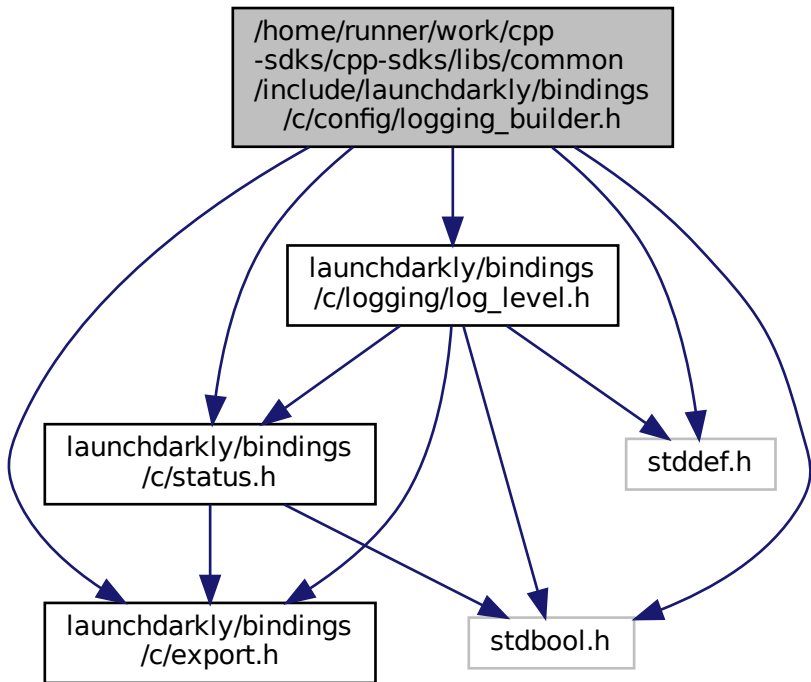 /home/runner/work/cpp
-sdks/cpp-sdks/libs/common
/include/launchdarkly/bindings
/c/config/logging_builder.h
launchdarkly/bindings
/c/logging/log_level.h
launchdarkly/bindings
/c/status.h
stddef.h
launchdarkly/bindings
/c/export.h
stdbool.h